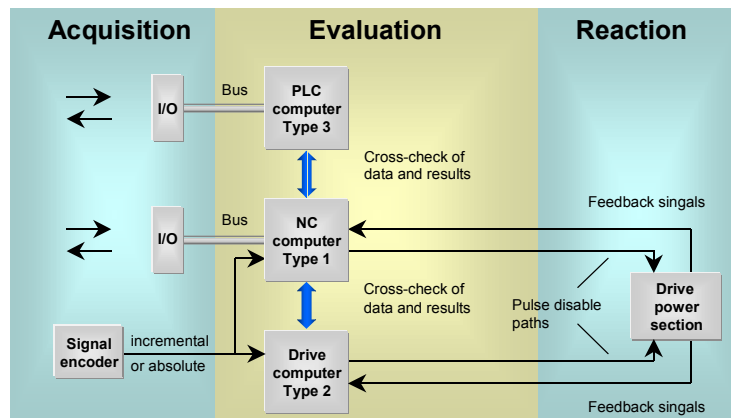 Acquisition
Evaluation
Reaction
I/O
Bus
PLC
computer
Type 3
Cross-check of
data and results
Feedback singals
I/O
Bus
NC
computer
Type 1
Cross-check of
data and results
Pulse disable
paths
Drive
power
section
Signal
encoder
incremental
or absolute
Drive
computer
Type 2
Feedback singals